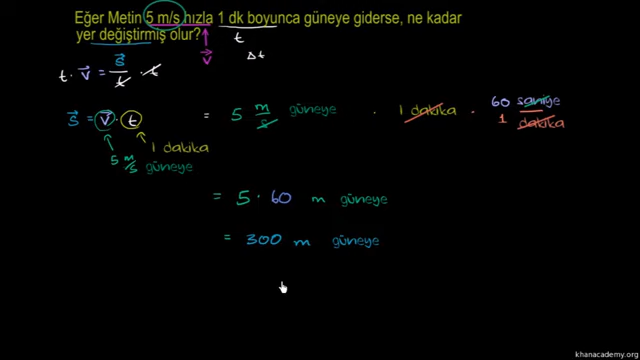 Eğer Metin 5 m/s hızla 1 dk boyunca güneye giderse, ne kadar
yer değiştirmiş olur?
t Δt
v
t · v = s/t · t
s = v · t = 5 m/s güneye · 1 dakika · 60 saniye / 1 dakika
5 m/s güneye 1 dakika
= 5 · 60 m güneye
= 300 m güneye
khanacademy.org